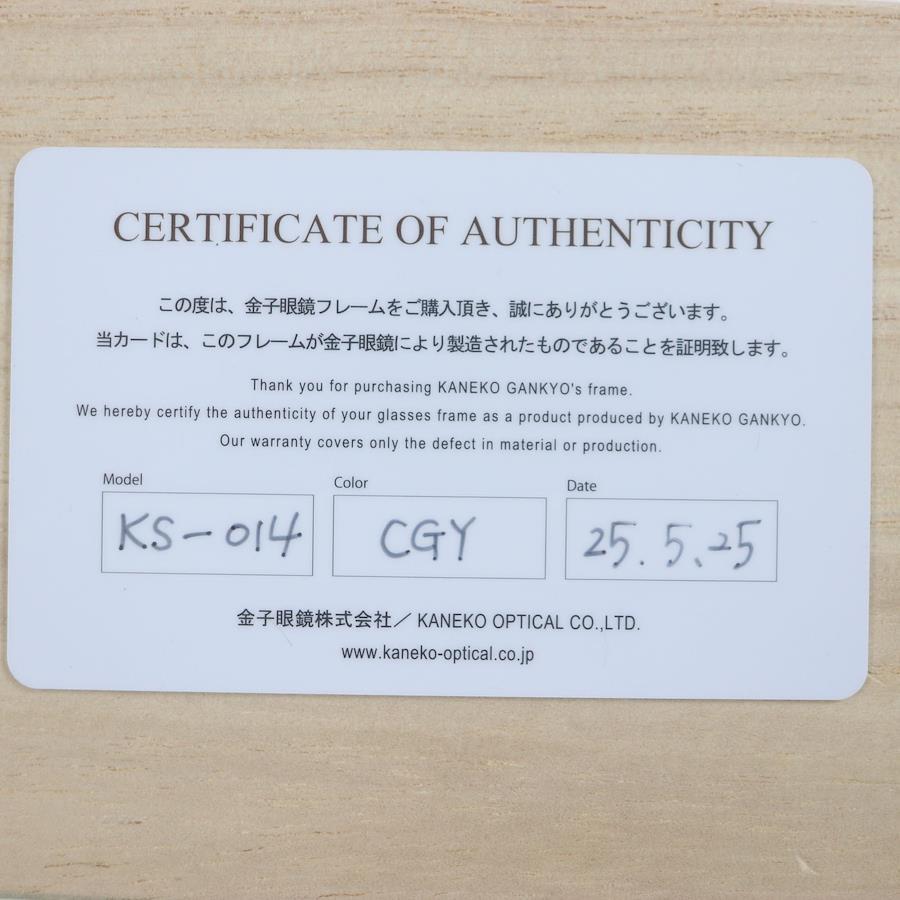 CERTIFICATE OF AUTHENTICITY
この度は、金子眼鏡フレームをご購入頂き、誠にありがとうございます。
当カードは、このフレームが金子眼鏡により製造されたものであることを証明致します。
Thank you for purchasing KANEKO GANKYO's frame.
We hereby certify the authenticity of your glasses frame as a product produced by KANEKO GANKYO.
Our warranty covers only the defect in material or production.
Model Color Date
KS-014 CGY 25.5.25
金子眼鏡株式会社／KANEKO OPTICAL CO.,LTD.
www.kaneko-optical.co.jp